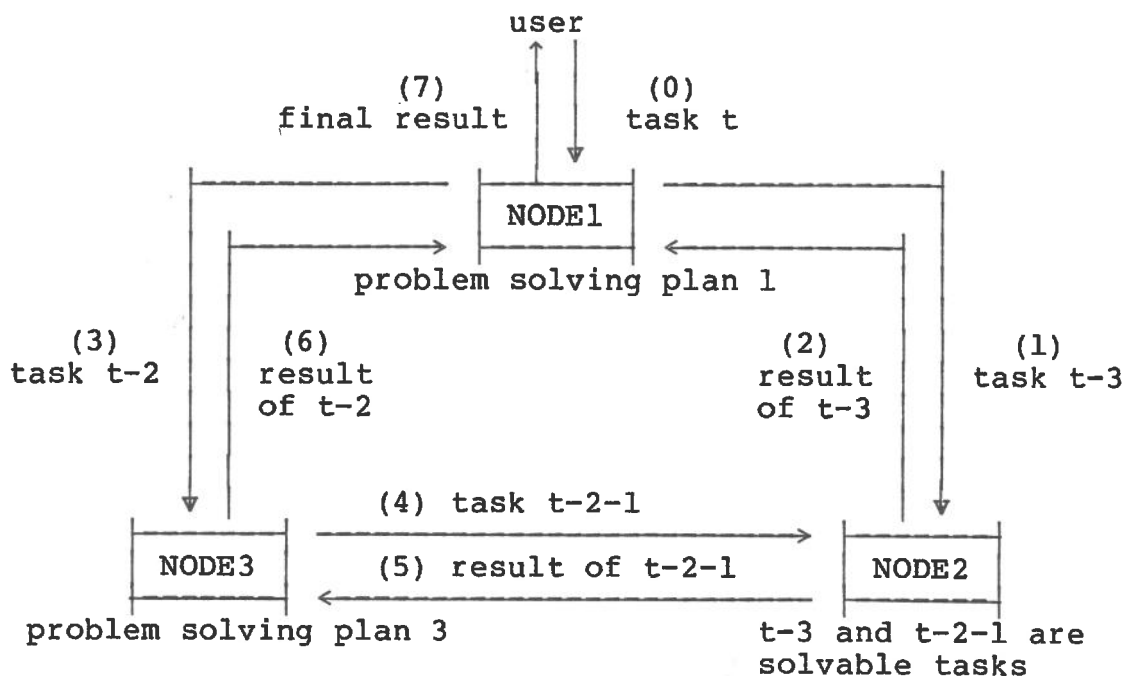 user
(7)
final result
(0)
task t
NODE1
problem solving plan 1
(3)
task t-2
(6)
result
of t-2
(2)
result
of t-3
(1)
task t-3
(4) task t-2-1
(5) result of t-2-1
NODE3
NODE2
problem solving plan 3
t-3 and t-2-1 are
solvable tasks